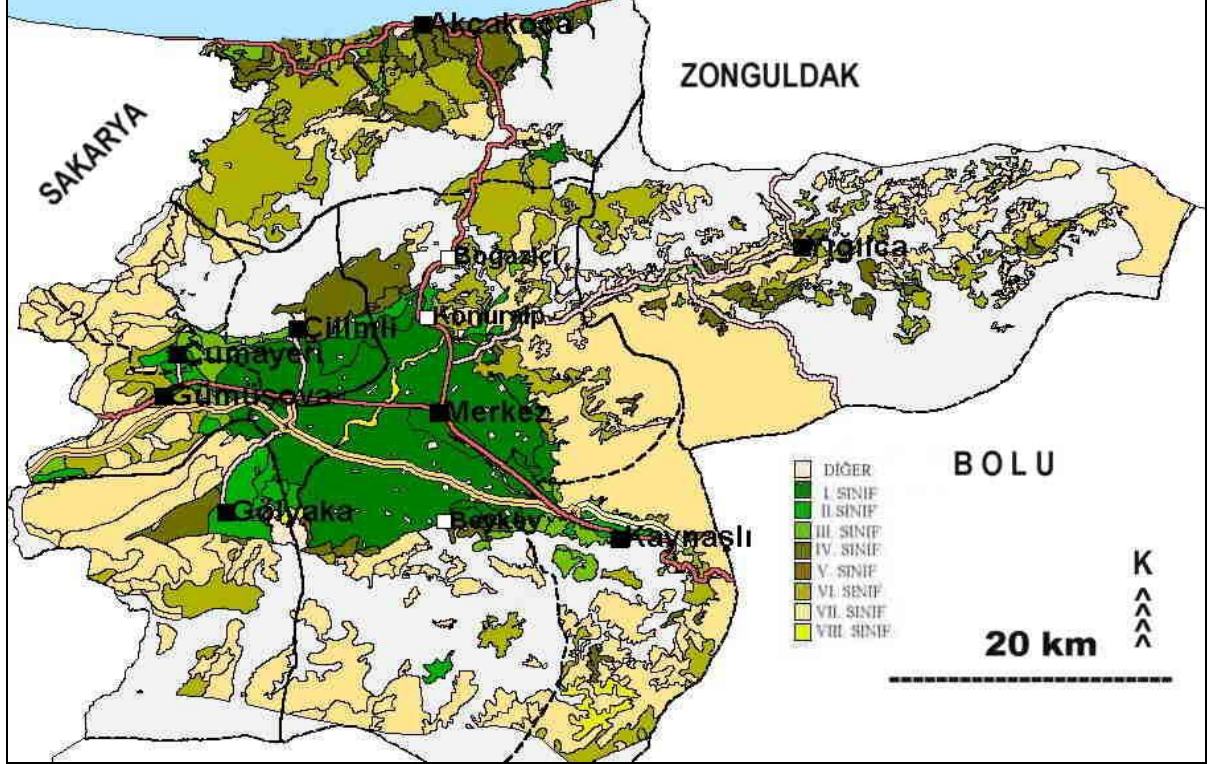 Akçakoca
ZONGULDAK
SAKARYA
Yığılca
Boğaziçi
Konuralp
Çilimli
Cumayeri
Gümüşova
Merkez
BOLU
DİĞER
I. SINIF
II. SINIF
III. SINIF
IV. SINIF
V. SINIF
VI. SINIF
VII. SINIF
VIII. SINIF
Gölyaka
Beyköy
Kaynaşlı
K
20 km